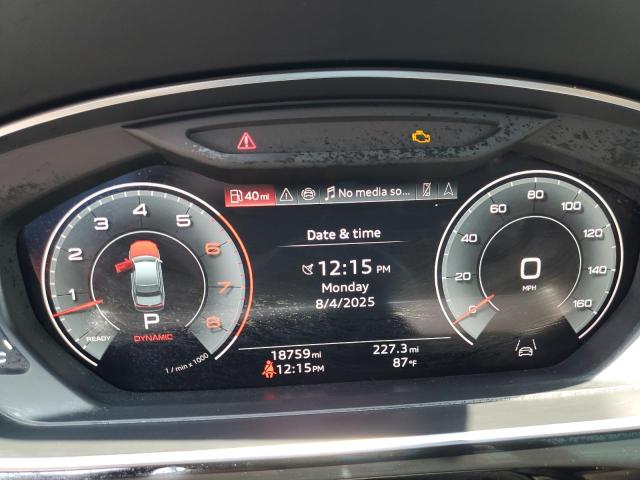 40 mi No media so...
Date & time
12:15 PM
Monday
8/4/2025
18759 mi 227.3 mi
12:15 PM 87 °F
1 2 3 4 5 6 7 8
P
READY DYNAMIC
1 / min x 1000
0 20 40 60 80 100 120 140 160
0
MPH